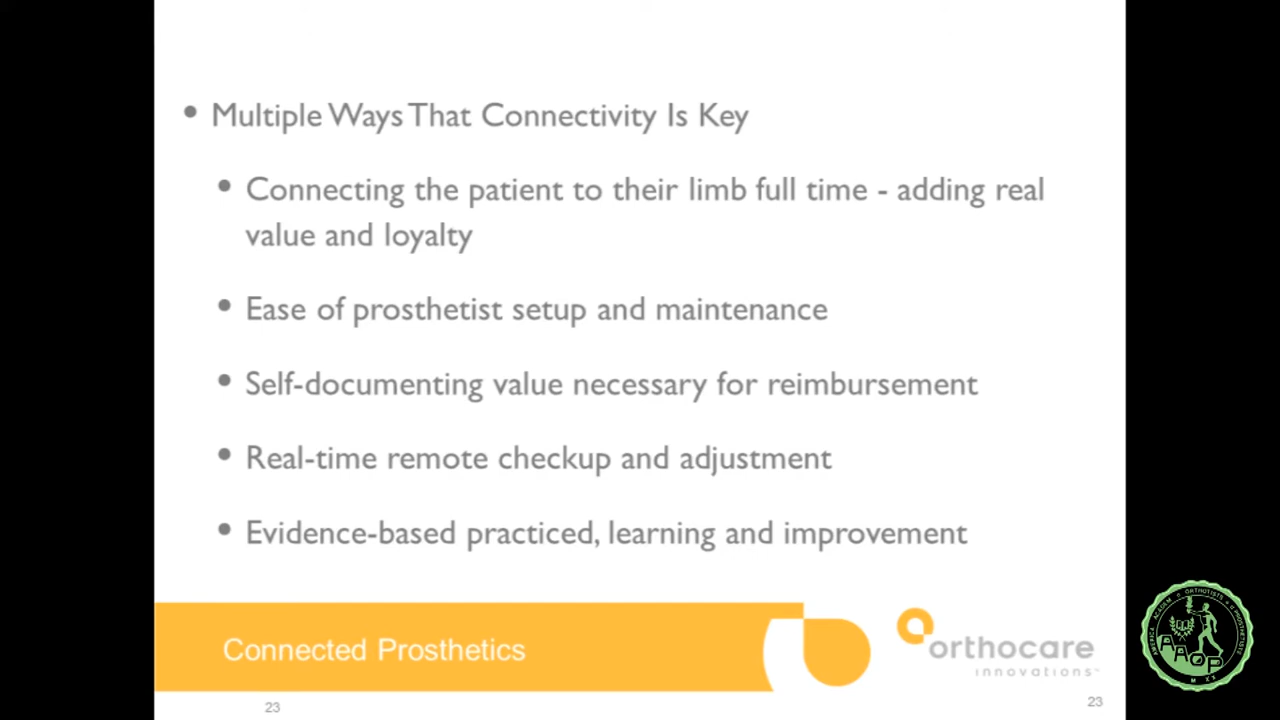 • Multiple Ways That Connectivity Is Key
• Connecting the patient to their limb full time - adding real
value and loyalty
• Ease of prosthetist setup and maintenance
• Self-documenting value necessary for reimbursement
• Real-time remote checkup and adjustment
• Evidence-based practiced, learning and improvement
Connected Prosthetics
orthocare
innovations™
23
23
AAOP